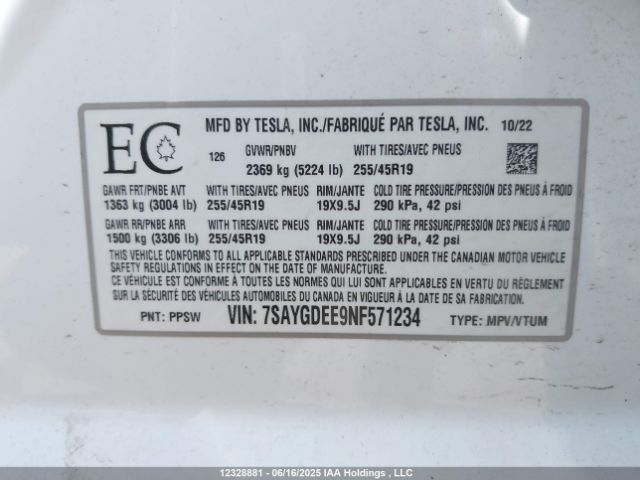 EC MFD BY TESLA, INC./FABRIQUÉ PAR TESLA, INC. 10/22
126 GVWR/PNBV WITH TIRES/AVEC PNEUS
2369 kg (5224 lb) 255/45R19
GAWR FRT/PNBE AVT WITH TIRES/AVEC PNEUS RIM/JANTE COLD TIRE PRESSURE/PRESSION DES PNEUS À FROID
1363 kg (3004 lb) 255/45R19 19X9.5J 290 kPa, 42 psi
GAWR RR/PNBE ARR WITH TIRES/AVEC PNEUS RIM/JANTE COLD TIRE PRESSURE/PRESSION DES PNEUS À FROID
1500 kg (3306 lb) 255/45R19 19X9.5J 290 kPa, 42 psi
THIS VEHICLE CONFORMS TO ALL APPLICABLE STANDARDS PRESCRIBED UNDER THE CANADIAN MOTOR VEHICLE
SAFETY REGULATIONS IN EFFECT ON THE DATE OF MANUFACTURE.
CE VÉHICULE EST CONFORME À TOUTES LES NORMES QUI LUI SONT APPLICABLES EN VERTU DU RÈGLEMENT
SUR LA SÉCURITÉ DES VÉHICULES AUTOMOBILES DU CANADA EN VIGUEUR À LA DATE DE SA FABRICATION.
PNT: PPSW VIN: 7SAYGDEE9NF571234 TYPE: MPV/VTUM
12328881 - 06/16/2025 IAA Holdings , LLC